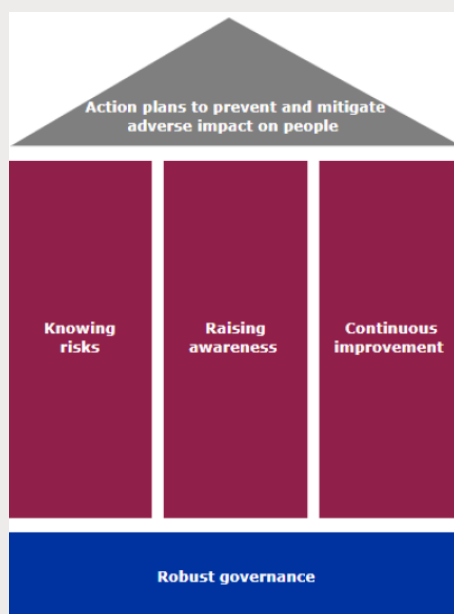 Action plans to prevent and mitigate
adverse impact on people
Knowing
risks
Raising
awareness
Continuous
improvement
Robust governance